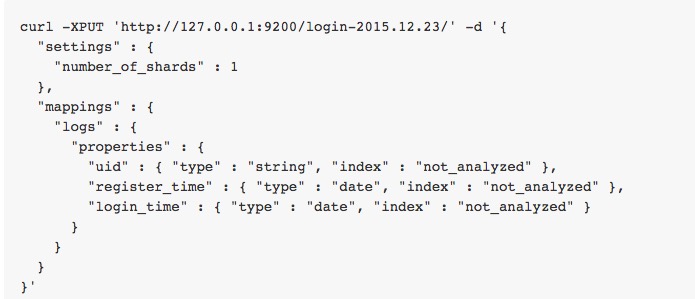 curl -XPUT 'http://127.0.0.1:9200/login-2015.12.23/' -d '{
  "settings" : {
    "number_of_shards" : 1
  },
  "mappings" : {
    "logs" : {
      "properties" : {
        "uid" : { "type" : "string", "index" : "not_analyzed" },
        "register_time" : { "type" : "date", "index" : "not_analyzed" },
        "login_time" : { "type" : "date", "index" : "not_analyzed" }
      }
    }
  }
}'